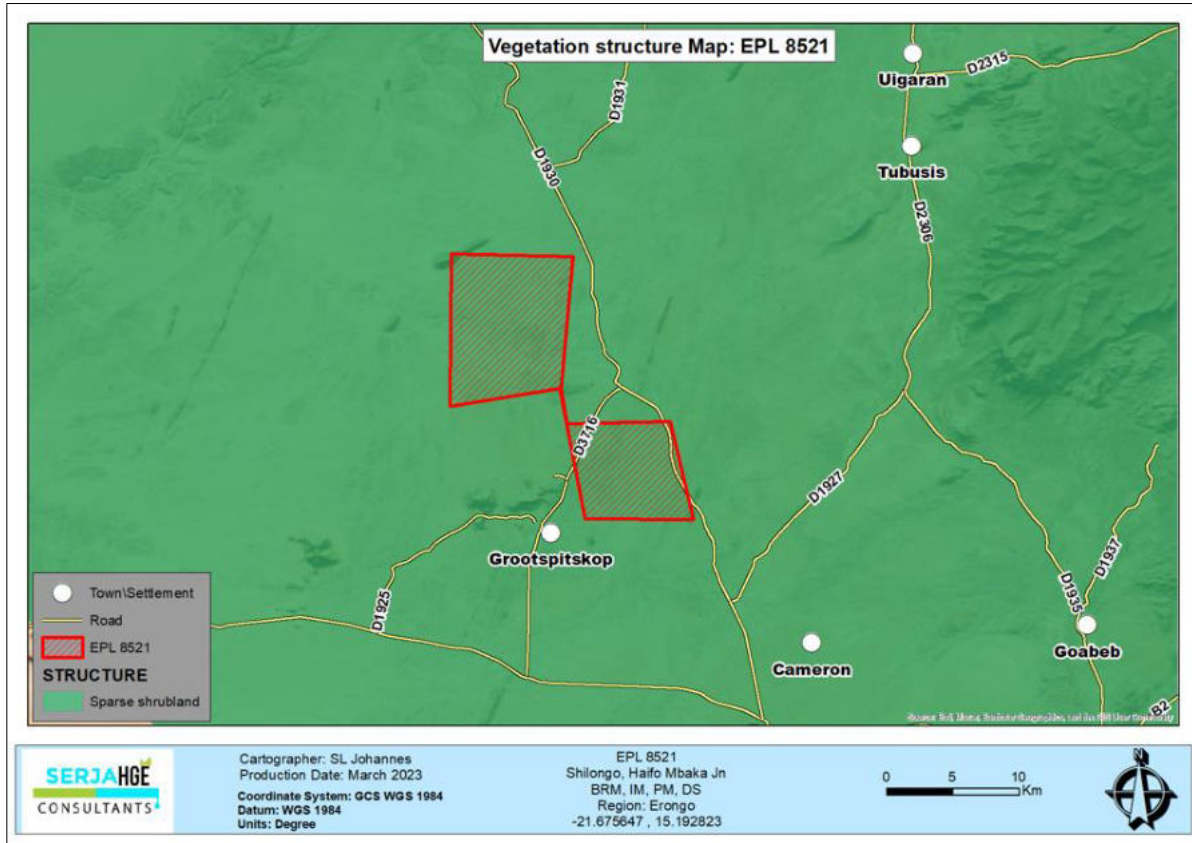 Vegetation structure Map: EPL 8521
Uigaran
D2315
D1931
Tubusis
D1930
D2306
D3716
D1927
Grootspitskop
D1925
D1937
D1935
Goabeb
Cameron
B2
Town\Settlement
Road
EPL 8521
STRUCTURE
Sparse shrubland
SERJAHGE
CONSULTANTS
Cartographer: SL Johannes
Production Date: March 2023
Coordinate System: GCS WGS 1984
Datum: WGS 1984
Units: Degree
EPL 8521
Shilongo, Haifo Mbaka Jn
BRM, IM, PM, DS
Region: Erongo
-21.675647 , 15.192823
0 5 10
Km